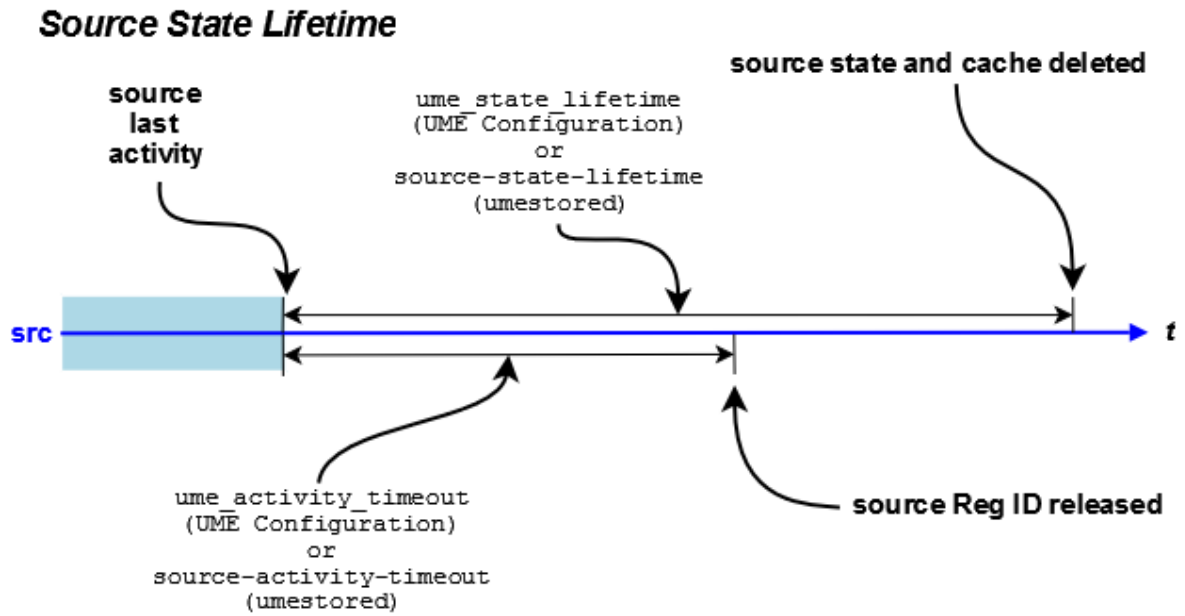 Source State Lifetime
source state and cache deleted
source
last
activity
ume_state_lifetime
(UME Configuration)
or
source-state-lifetime
(umestored)
src
t
ume_activity_timeout
(UME Configuration)
or
source-activity-timeout
(umestored)
source Reg ID released